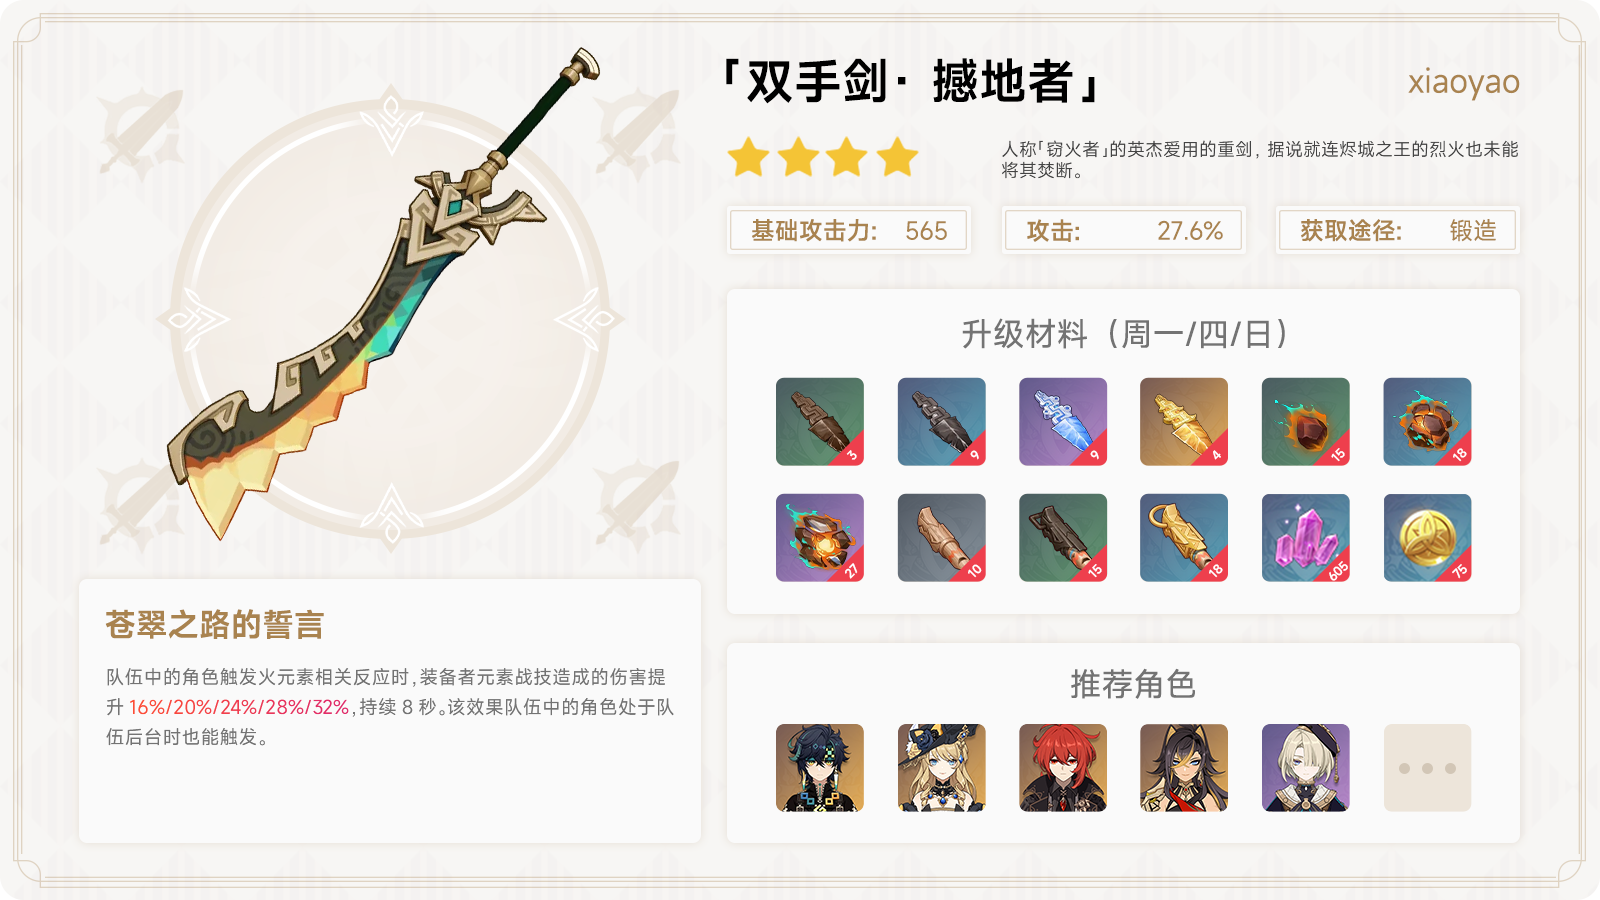 「双手剑· 撼地者」
xiaoyao
人称「窃火者」的英杰爱用的重剑，据说就连烬城之王的烈火也未能
将其焚断。
基础攻击力: 565
攻击: 27.6%
获取途径: 锻造
升级材料（周一/四/日）
3
9
9
4
15
18
27
10
15
18
605
75
苍翠之路的誓言
队伍中的角色触发火元素相关反应时,装备者元素战技造成的伤害提
升 16%/20%/24%/28%/32%,持续 8 秒。该效果队伍中的角色处于队
伍后台时也能触发。
推荐角色